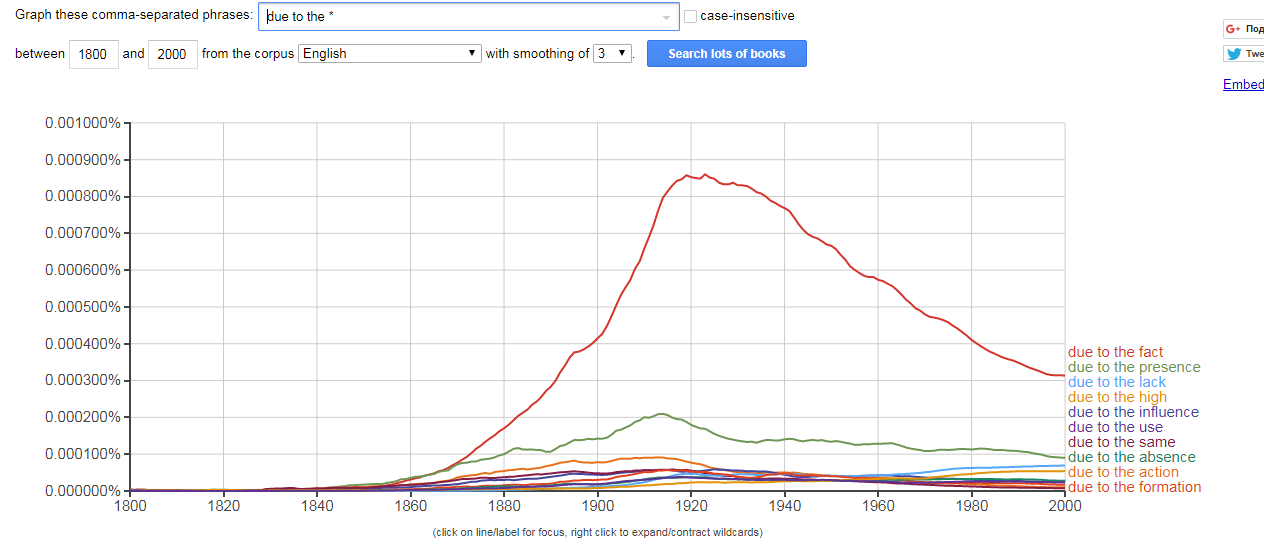 Graph these comma-separated phrases: due to the * case-insensitive
between 1800 and 2000 from the corpus English with smoothing of 3 . Search lots of books
G+ Под
Twe
Embed
0.001000%
0.000900%
0.000800%
0.000700%
0.000600%
0.000500%
0.000400%
0.000300%
0.000200%
0.000100%
0.000000%
due to the fact
due to the presence
due to the lack
due to the high
due to the influence
due to the use
due to the same
due to the absence
due to the action
due to the formation
1800 1820 1840 1860 1880 1900 1920 1940 1960 1980 2000
(click on line/label for focus, right click to expand/contract wildcards)